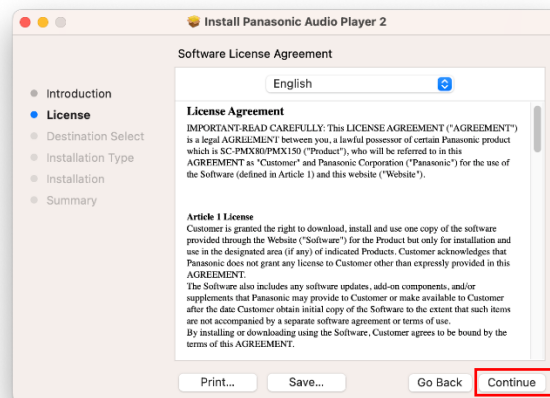 Install Panasonic Audio Player 2
Software License Agreement
Introduction
License
Destination Select
Installation Type
Installation
Summary
English
License Agreement
IMPORTANT-READ CAREFULLY: This LICENSE AGREEMENT ("AGREEMENT")
is a legal AGREEMENT between you, a lawful possessor of certain Panasonic product
which is SC-PMX80/PMX150 ("Product"), who will be referred to in this
AGREEMENT as "Customer" and Panasonic Corporation ("Panasonic") for the use of
the Software (defined in Article 1) and this website ("Website").
Article 1 License
Customer is granted the right to download, install and use one copy of the software
provided through the Website ("Software") for the Product but only for installation and
use in the designated area (if any) of indicated Products. Customer acknowledges that
Panasonic does not grant any license to Customer other than expressly provided in this
AGREEMENT.
The Software also includes any software updates, add-on components, and/or
supplements that Panasonic may provide to Customer or make available to Customer
after the date Customer obtain initial copy of the Software to the extent that such items
are not accompanied by a separate software agreement or terms of use.
By installing or downloading using the Software, Customer agrees to be bound by the
terms of this AGREEMENT.
Print...
Save...
Go Back
Continue